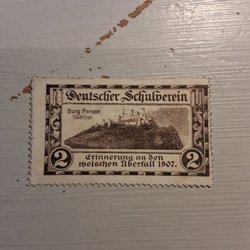 Deutscher Schulverein
Burg Persen
Südtirol
2 2
Erinnerung an den
welschen Überfall 1907.